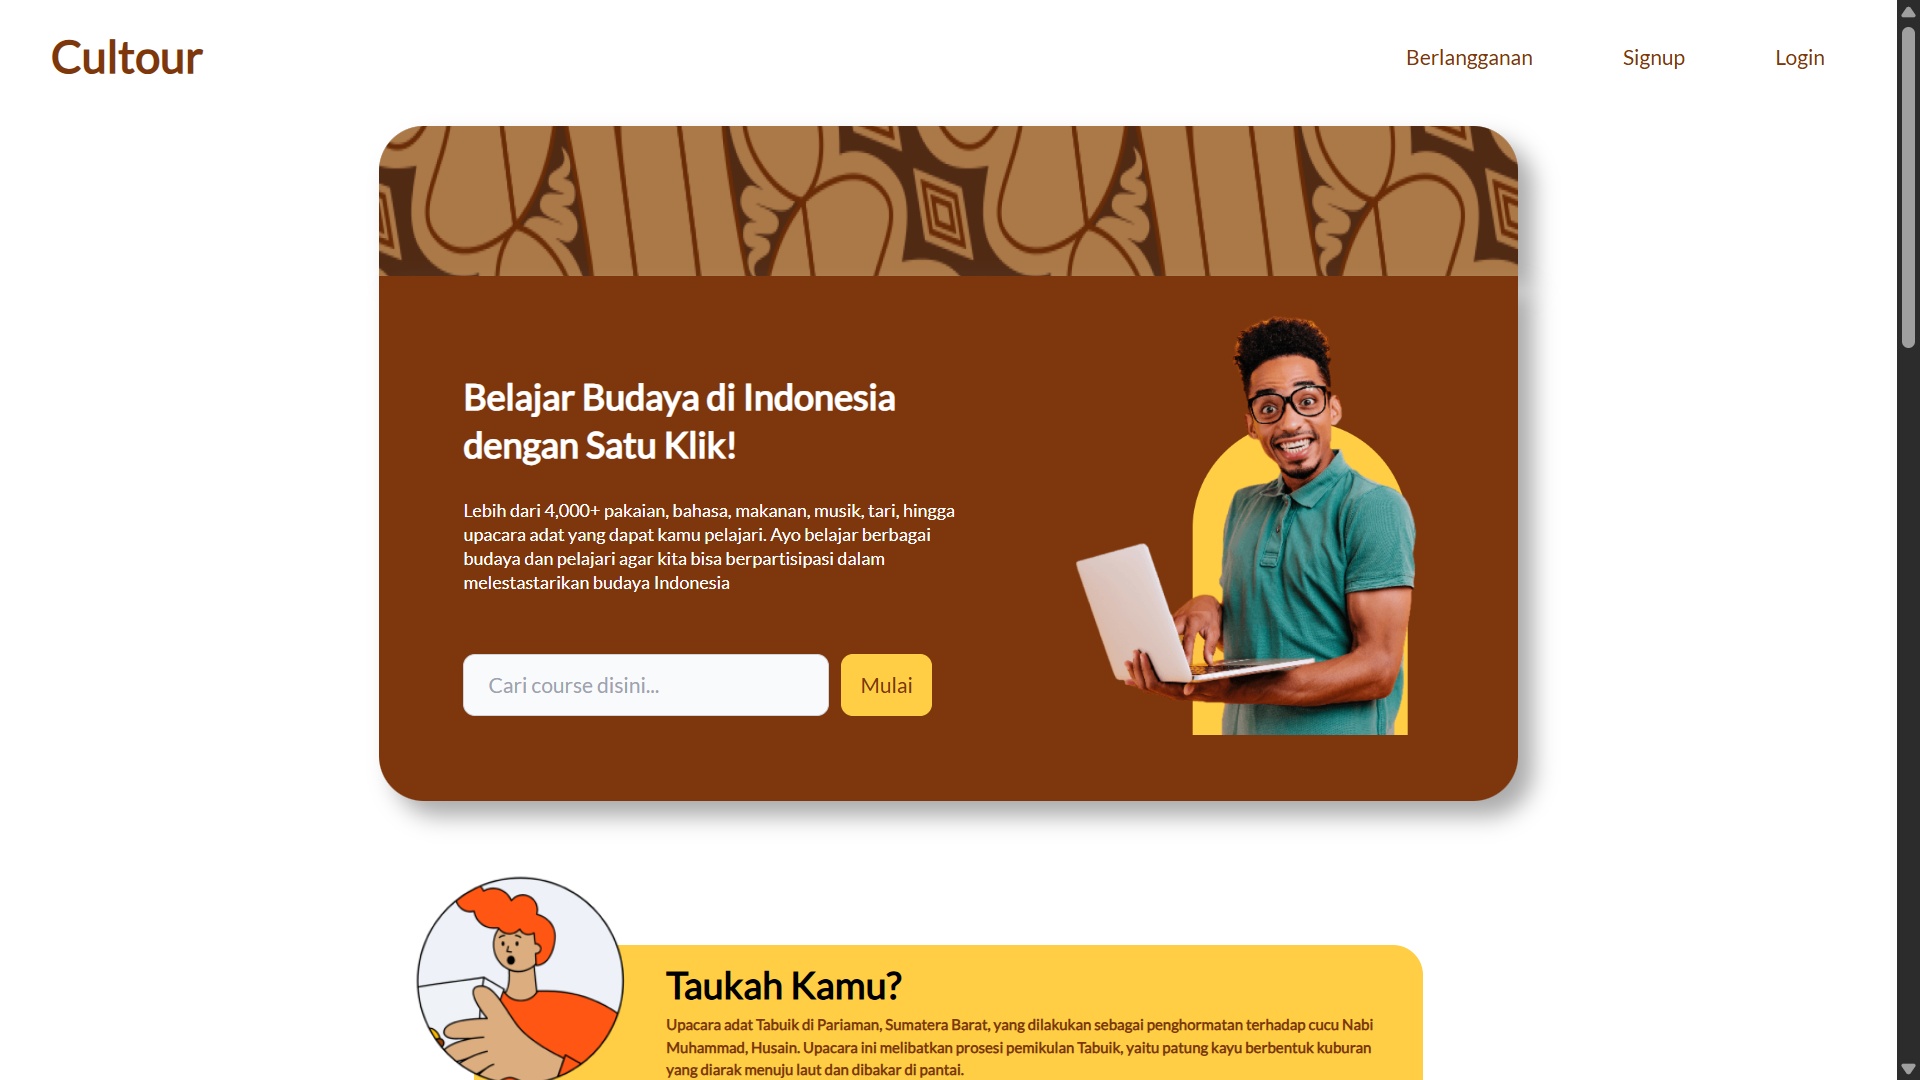 Cultour
Berlangganan
Signup
Login
Belajar Budaya di Indonesia
dengan Satu Klik!
Lebih dari 4,000+ pakaian, bahasa, makanan, musik, tari, hingga
upacara adat yang dapat kamu pelajari. Ayo belajar berbagai
budaya dan pelajari agar kita bisa berpartisipasi dalam
melestastarikan budaya Indonesia
Cari course disini...
Mulai
Taukah Kamu?
Upacara adat Tabuik di Pariaman, Sumatera Barat, yang dilakukan sebagai penghormatan terhadap cucu Nabi
Muhammad, Husain. Upacara ini melibatkan prosesi pemikulan Tabuik, yaitu patung kayu berbentuk kuburan
yang diarak menuju laut dan dibakar di pantai.